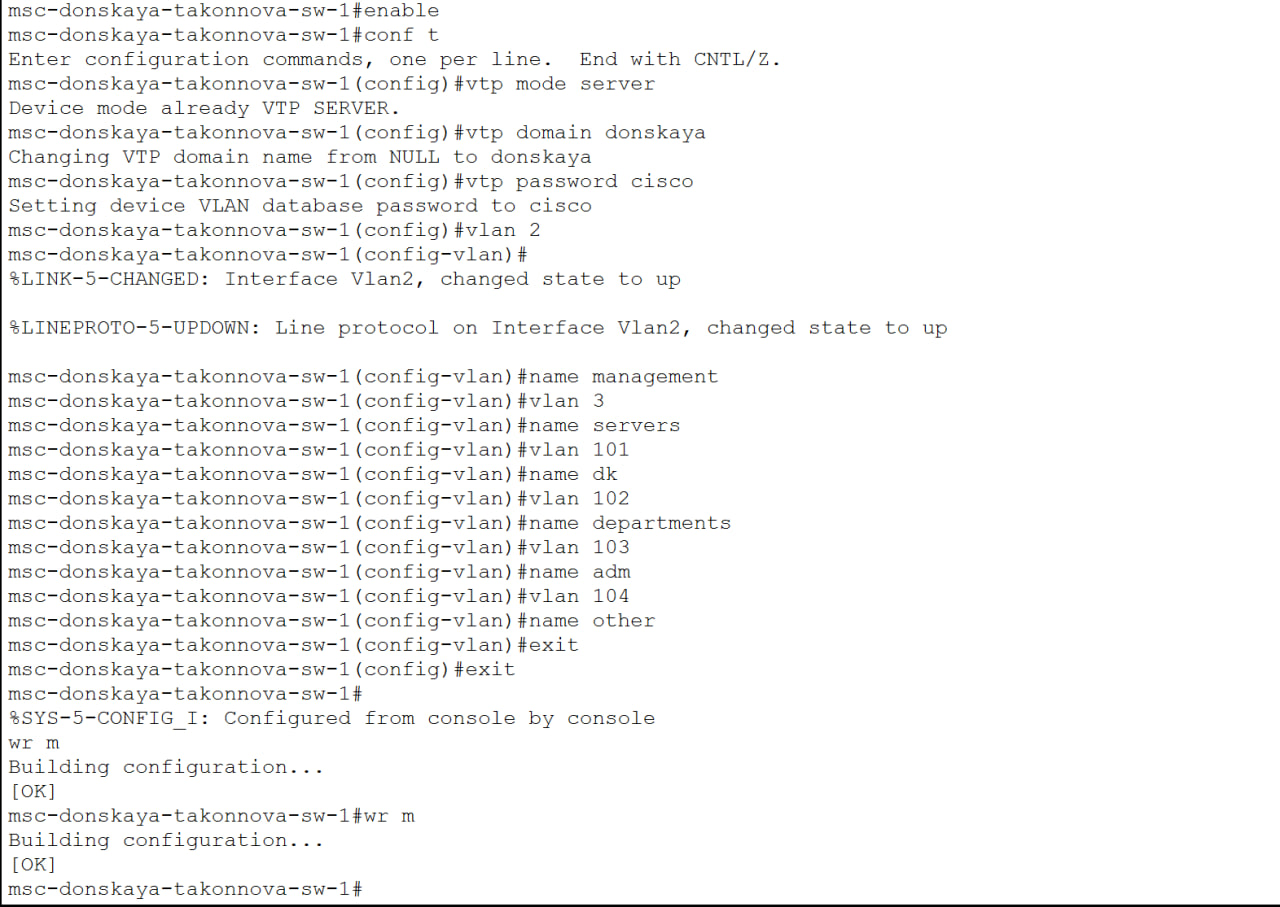 msc-donskaya-takonnova-sw-1#enable
msc-donskaya-takonnova-sw-1#conf t
Enter configuration commands, one per line.  End with CNTL/Z.
msc-donskaya-takonnova-sw-1(config)#vtp mode server
Device mode already VTP SERVER.
msc-donskaya-takonnova-sw-1(config)#vtp domain donskaya
Changing VTP domain name from NULL to donskaya
msc-donskaya-takonnova-sw-1(config)#vtp password cisco
Setting device VLAN database password to cisco
msc-donskaya-takonnova-sw-1(config)#vlan 2
msc-donskaya-takonnova-sw-1(config-vlan)#
%LINK-5-CHANGED: Interface Vlan2, changed state to up
%LINEPROTO-5-UPDOWN: Line protocol on Interface Vlan2, changed state to up
msc-donskaya-takonnova-sw-1(config-vlan)#name management
msc-donskaya-takonnova-sw-1(config-vlan)#vlan 3
msc-donskaya-takonnova-sw-1(config-vlan)#name servers
msc-donskaya-takonnova-sw-1(config-vlan)#vlan 101
msc-donskaya-takonnova-sw-1(config-vlan)#name dk
msc-donskaya-takonnova-sw-1(config-vlan)#vlan 102
msc-donskaya-takonnova-sw-1(config-vlan)#name departments
msc-donskaya-takonnova-sw-1(config-vlan)#vlan 103
msc-donskaya-takonnova-sw-1(config-vlan)#name adm
msc-donskaya-takonnova-sw-1(config-vlan)#vlan 104
msc-donskaya-takonnova-sw-1(config-vlan)#name other
msc-donskaya-takonnova-sw-1(config-vlan)#exit
msc-donskaya-takonnova-sw-1(config)#exit
msc-donskaya-takonnova-sw-1#
%SYS-5-CONFIG_I: Configured from console by console
wr m
Building configuration...
[OK]
msc-donskaya-takonnova-sw-1#wr m
Building configuration...
[OK]
msc-donskaya-takonnova-sw-1#